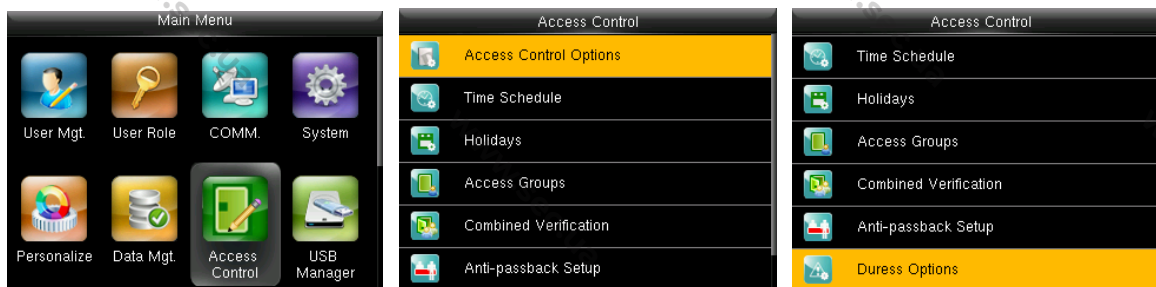 Main Menu
User Mgt.
User Role
COMM.
System
Personalize
Data Mgt.
Access
Control
USB
Manager
Access Control
Access Control Options
Time Schedule
Holidays
Access Groups
Combined Verification
Anti-passback Setup
Access Control
Time Schedule
Holidays
Access Groups
Combined Verification
Anti-passback Setup
Duress Options